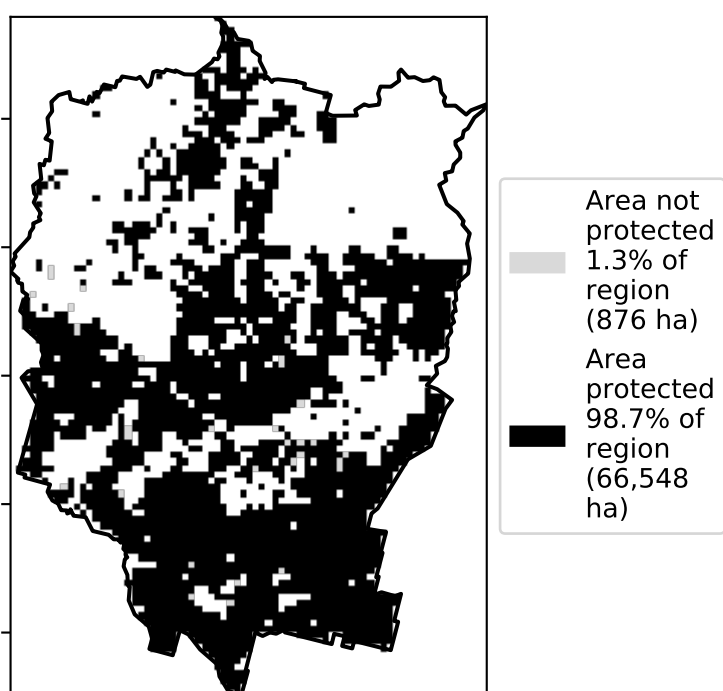 Area not
protected
1.3% of
region
(876 ha)
Area
protected
98.7% of
region
(66,548
ha)